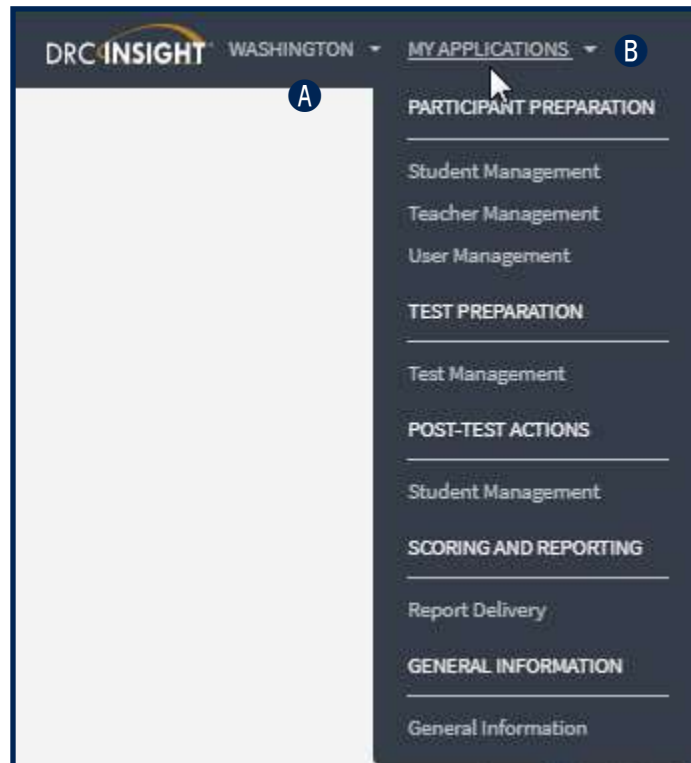 DRC INSIGHT WASHINGTON MY APPLICATIONS B
A
PARTICIPANT PREPARATION
Student Management
Teacher Management
User Management
TEST PREPARATION
Test Management
POST-TEST ACTIONS
Student Management
SCORING AND REPORTING
Report Delivery
GENERAL INFORMATION
General Information